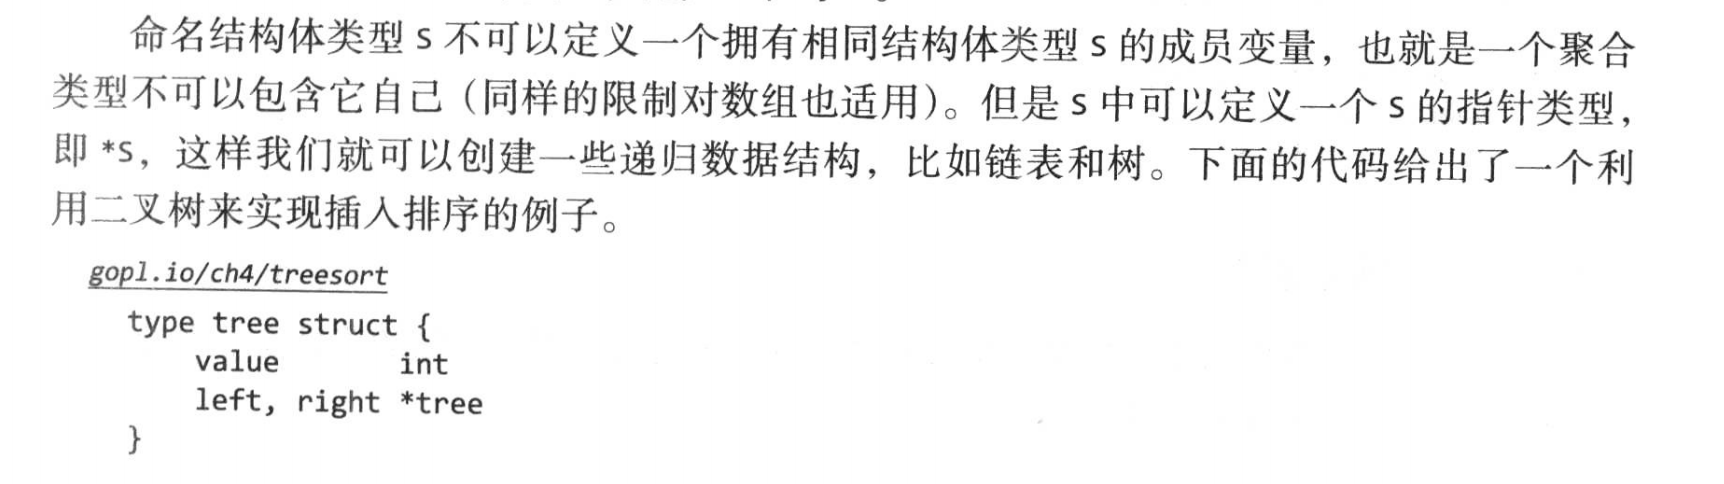 命名结构体类型 S 不可以定义一个拥有相同结构体类型 S 的成员变量，也就是一个聚合
类型不可以包含它自己（同样的限制对数组也适用）。但是 S 中可以定义一个 S 的指针类型，
即 *S，这样我们就可以创建一些递归数据结构，比如链表和树。下面的代码给出了一个利
用二叉树来实现插入排序的例子。
gopl.io/ch4/treesort
type tree struct {
    value       int
    left, right *tree
}